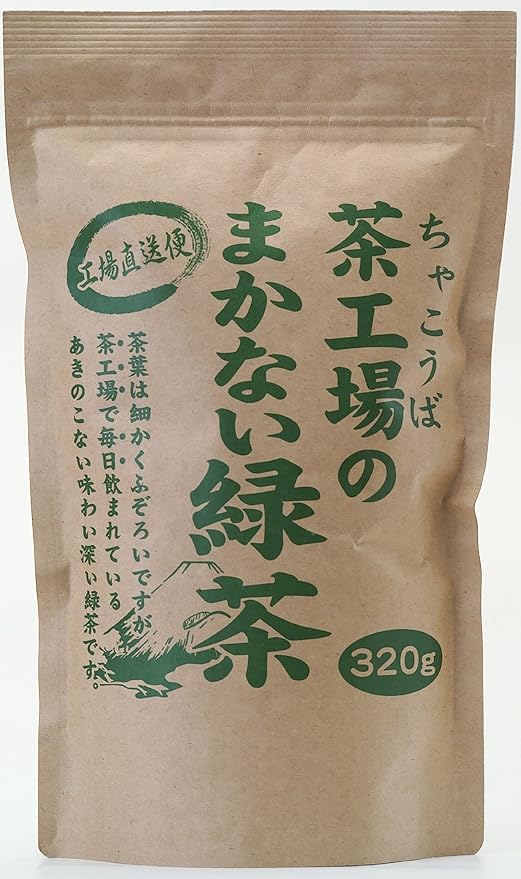 ちゃこうば
茶工場の
まかない緑茶
工場直送便
茶葉は細かくふぞろいですが
茶工場で毎日飲まれている
あきのこない味わい深い緑茶です。
320g